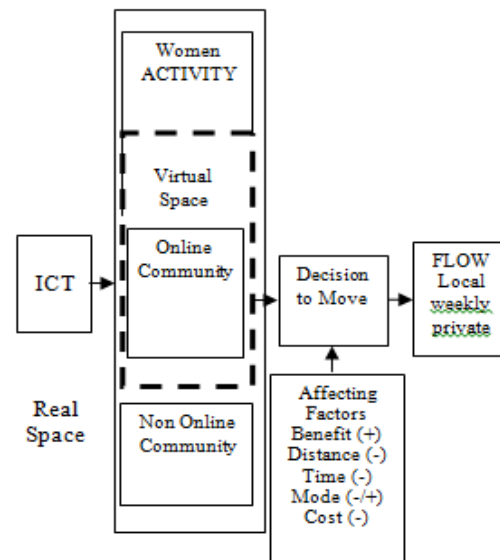 Women
ACTIVITY
Virtual
Space
Online
Community
ICT
Decision
to Move
FLOW
Local
weekly
private
Real
Space
Non Online
Community
Affecting
Factors
Benefit (+)
Distance (-)
Time (-)
Mode (-/+)
Cost (-)